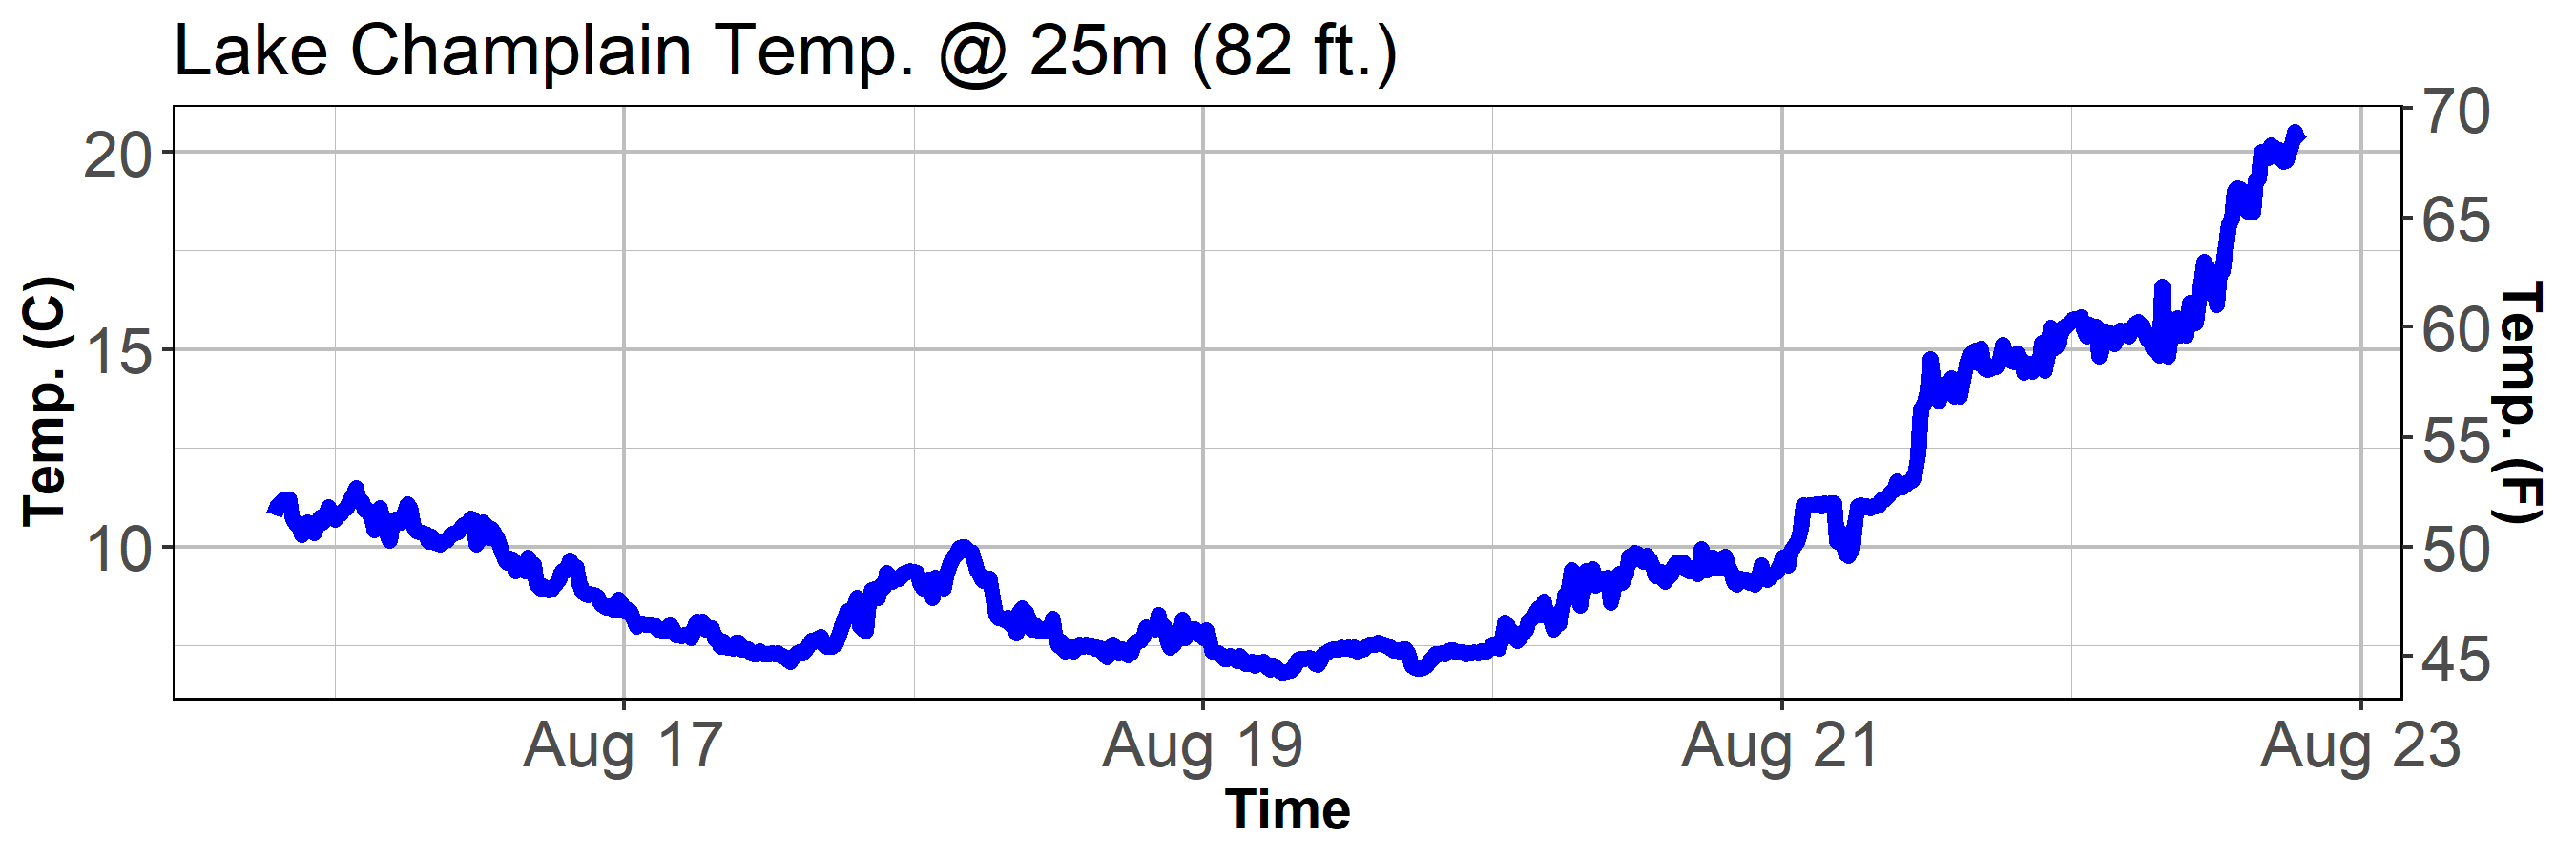 Lake Champlain Temp. @ 25m (82 ft.)
Temp. (C)
20
15
10
70
65
60
55
50
45
Temp. (F)
Aug 17 Aug 19 Aug 21 Aug 23
Time